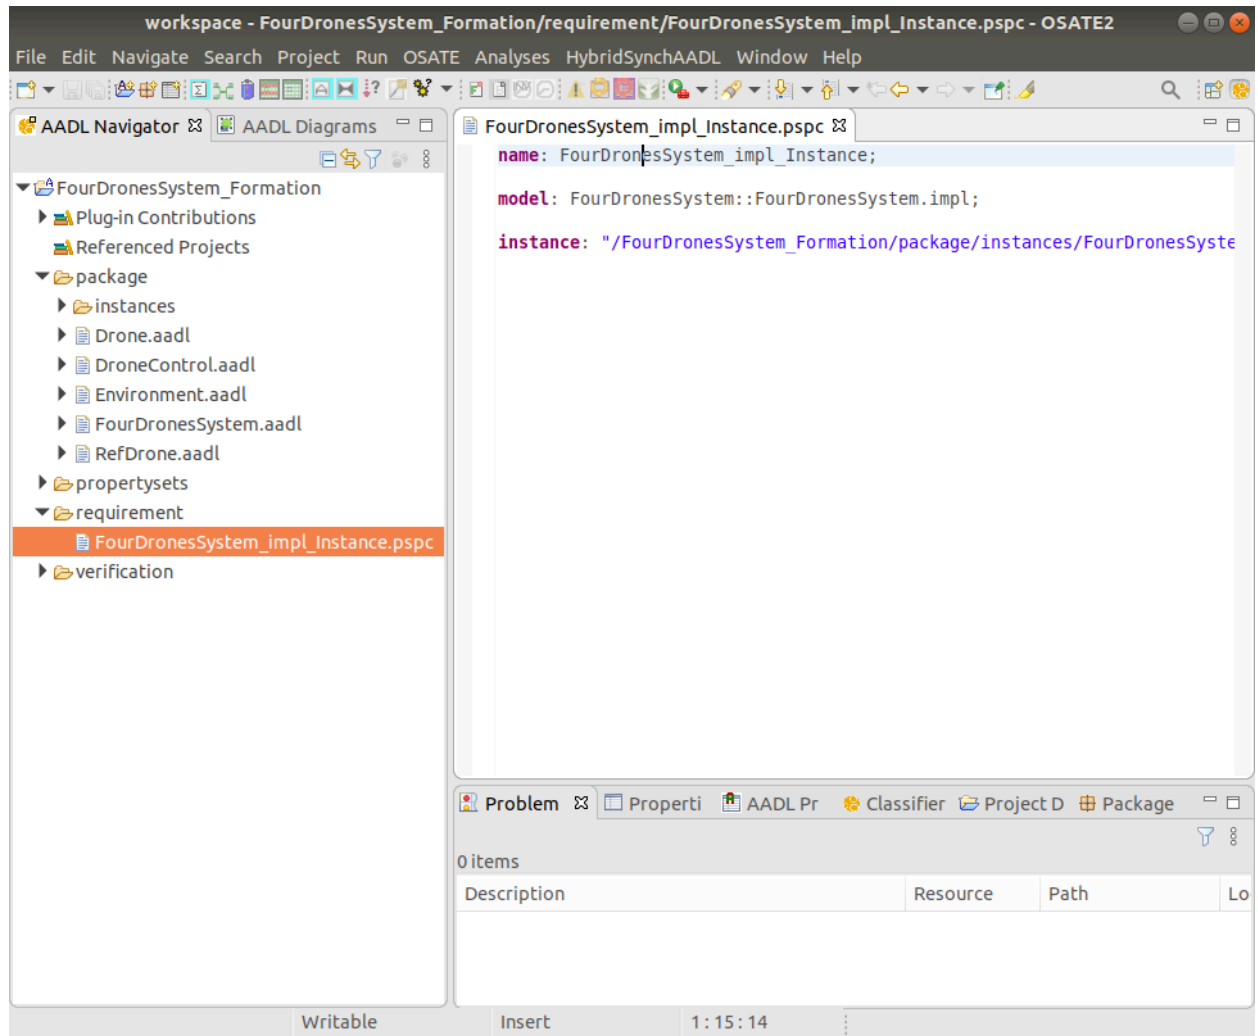 workspace - FourDronesSystem_Formation/requirement/FourDronesSystem_impl_Instance.pspc - OSATE2
File Edit Navigate Search Project Run OSATE Analyses HybridSynchAADL Window Help
AADL Navigator
AADL Diagrams
FourDronesSystem_Formation
Plug-in Contributions
Referenced Projects
package
instances
Drone.aadl
DroneControl.aadl
Environment.aadl
FourDronesSystem.aadl
RefDrone.aadl
propertysets
requirement
FourDronesSystem_impl_Instance.pspc
verification
FourDronesSystem_impl_Instance.pspc
name: FourDronesSystem_impl_Instance;
model: FourDronesSystem::FourDronesSystem.impl;
instance: "/FourDronesSystem_Formation/package/instances/FourDronesSyste
Problem Properti AADL Pr Classifier Project D Package
0 items
Description Resource Path Lo
Writable Insert 1 : 15 : 14